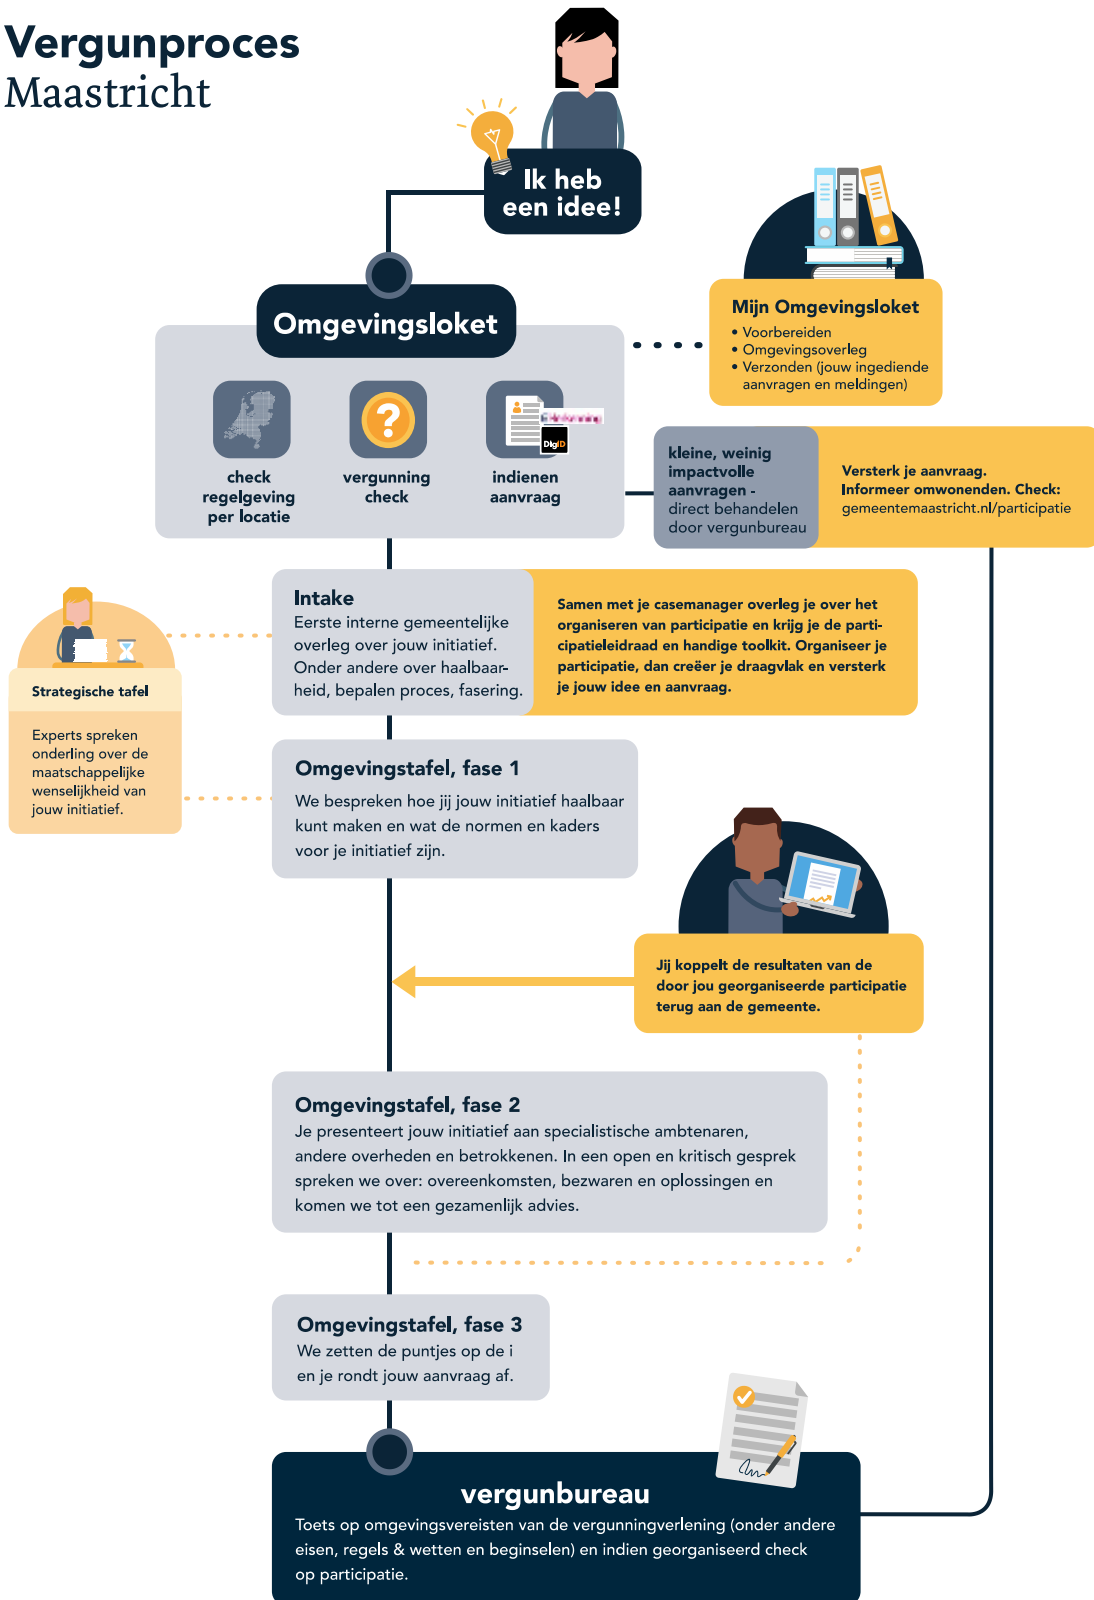 Vergunproces
Maastricht
Ik heb
een idee!
Omgevingsloket
Mijn Omgevingsloket
• Voorbereiden
• Omgevingsoverleg
• Verzonden (jouw ingediende
aanvragen en meldingen)
?
DigiD
check
regelgeving
per locatie
vergunning
check
indienen
aanvraag
kleine, weinig
impactvolle
aanvragen -
direct behandelen
door vergunbureau
Versterk je aanvraag.
Informeer omwonenden. Check:
gemeentemaastricht.nl/participatie
Intake
Eerste interne gemeentelijke
overleg over jouw initiatief.
Onder andere over haalbaar-
heid, bepalen proces, fasering.
Samen met je casemanager overleg je over het
organiseren van participatie en krijg je de parti-
cipatieleidraad en handige toolkit. Organiseer je
participatie, dan creëer je draagvlak en versterk
je jouw idee en aanvraag.
Strategische tafel
Experts spreken
onderling over de
maatschappelijke
wenselijkheid van
jouw initiatief.
Omgevingstafel, fase 1
We bespreken hoe jij jouw initiatief haalbaar
kunt maken en wat de normen en kaders
voor je initiatief zijn.
Jij koppelt de resultaten van de
door jou georganiseerde participatie
terug aan de gemeente.
Omgevingstafel, fase 2
Je presenteert jouw initiatief aan specialistische ambtenaren,
andere overheden en betrokkenen. In een open en kritisch gesprek
spreken we over: overeenkomsten, bezwaren en oplossingen en
komen we tot een gezamenlijk advies.
Omgevingstafel, fase 3
We zetten de puntjes op de i
en je rondt jouw aanvraag af.
vergunbureau
Toets op omgevingsvereisten van de vergunningverlening (onder andere
eisen, regels & wetten en beginselen) en indien georganiseerd check
op participatie.